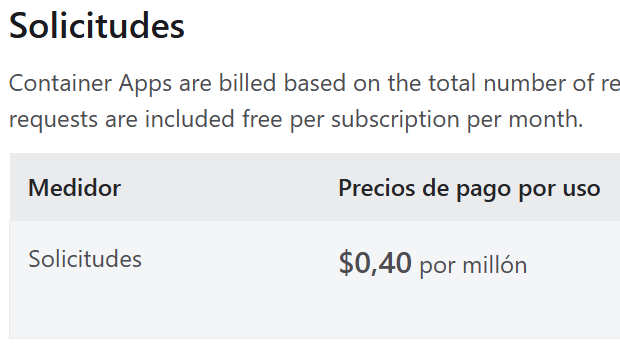 Solicitudes
Container Apps are billed based on the total number of re
requests are included free per subscription per month.
Medidor Precios de pago por uso
Solicitudes $0,40 por millón